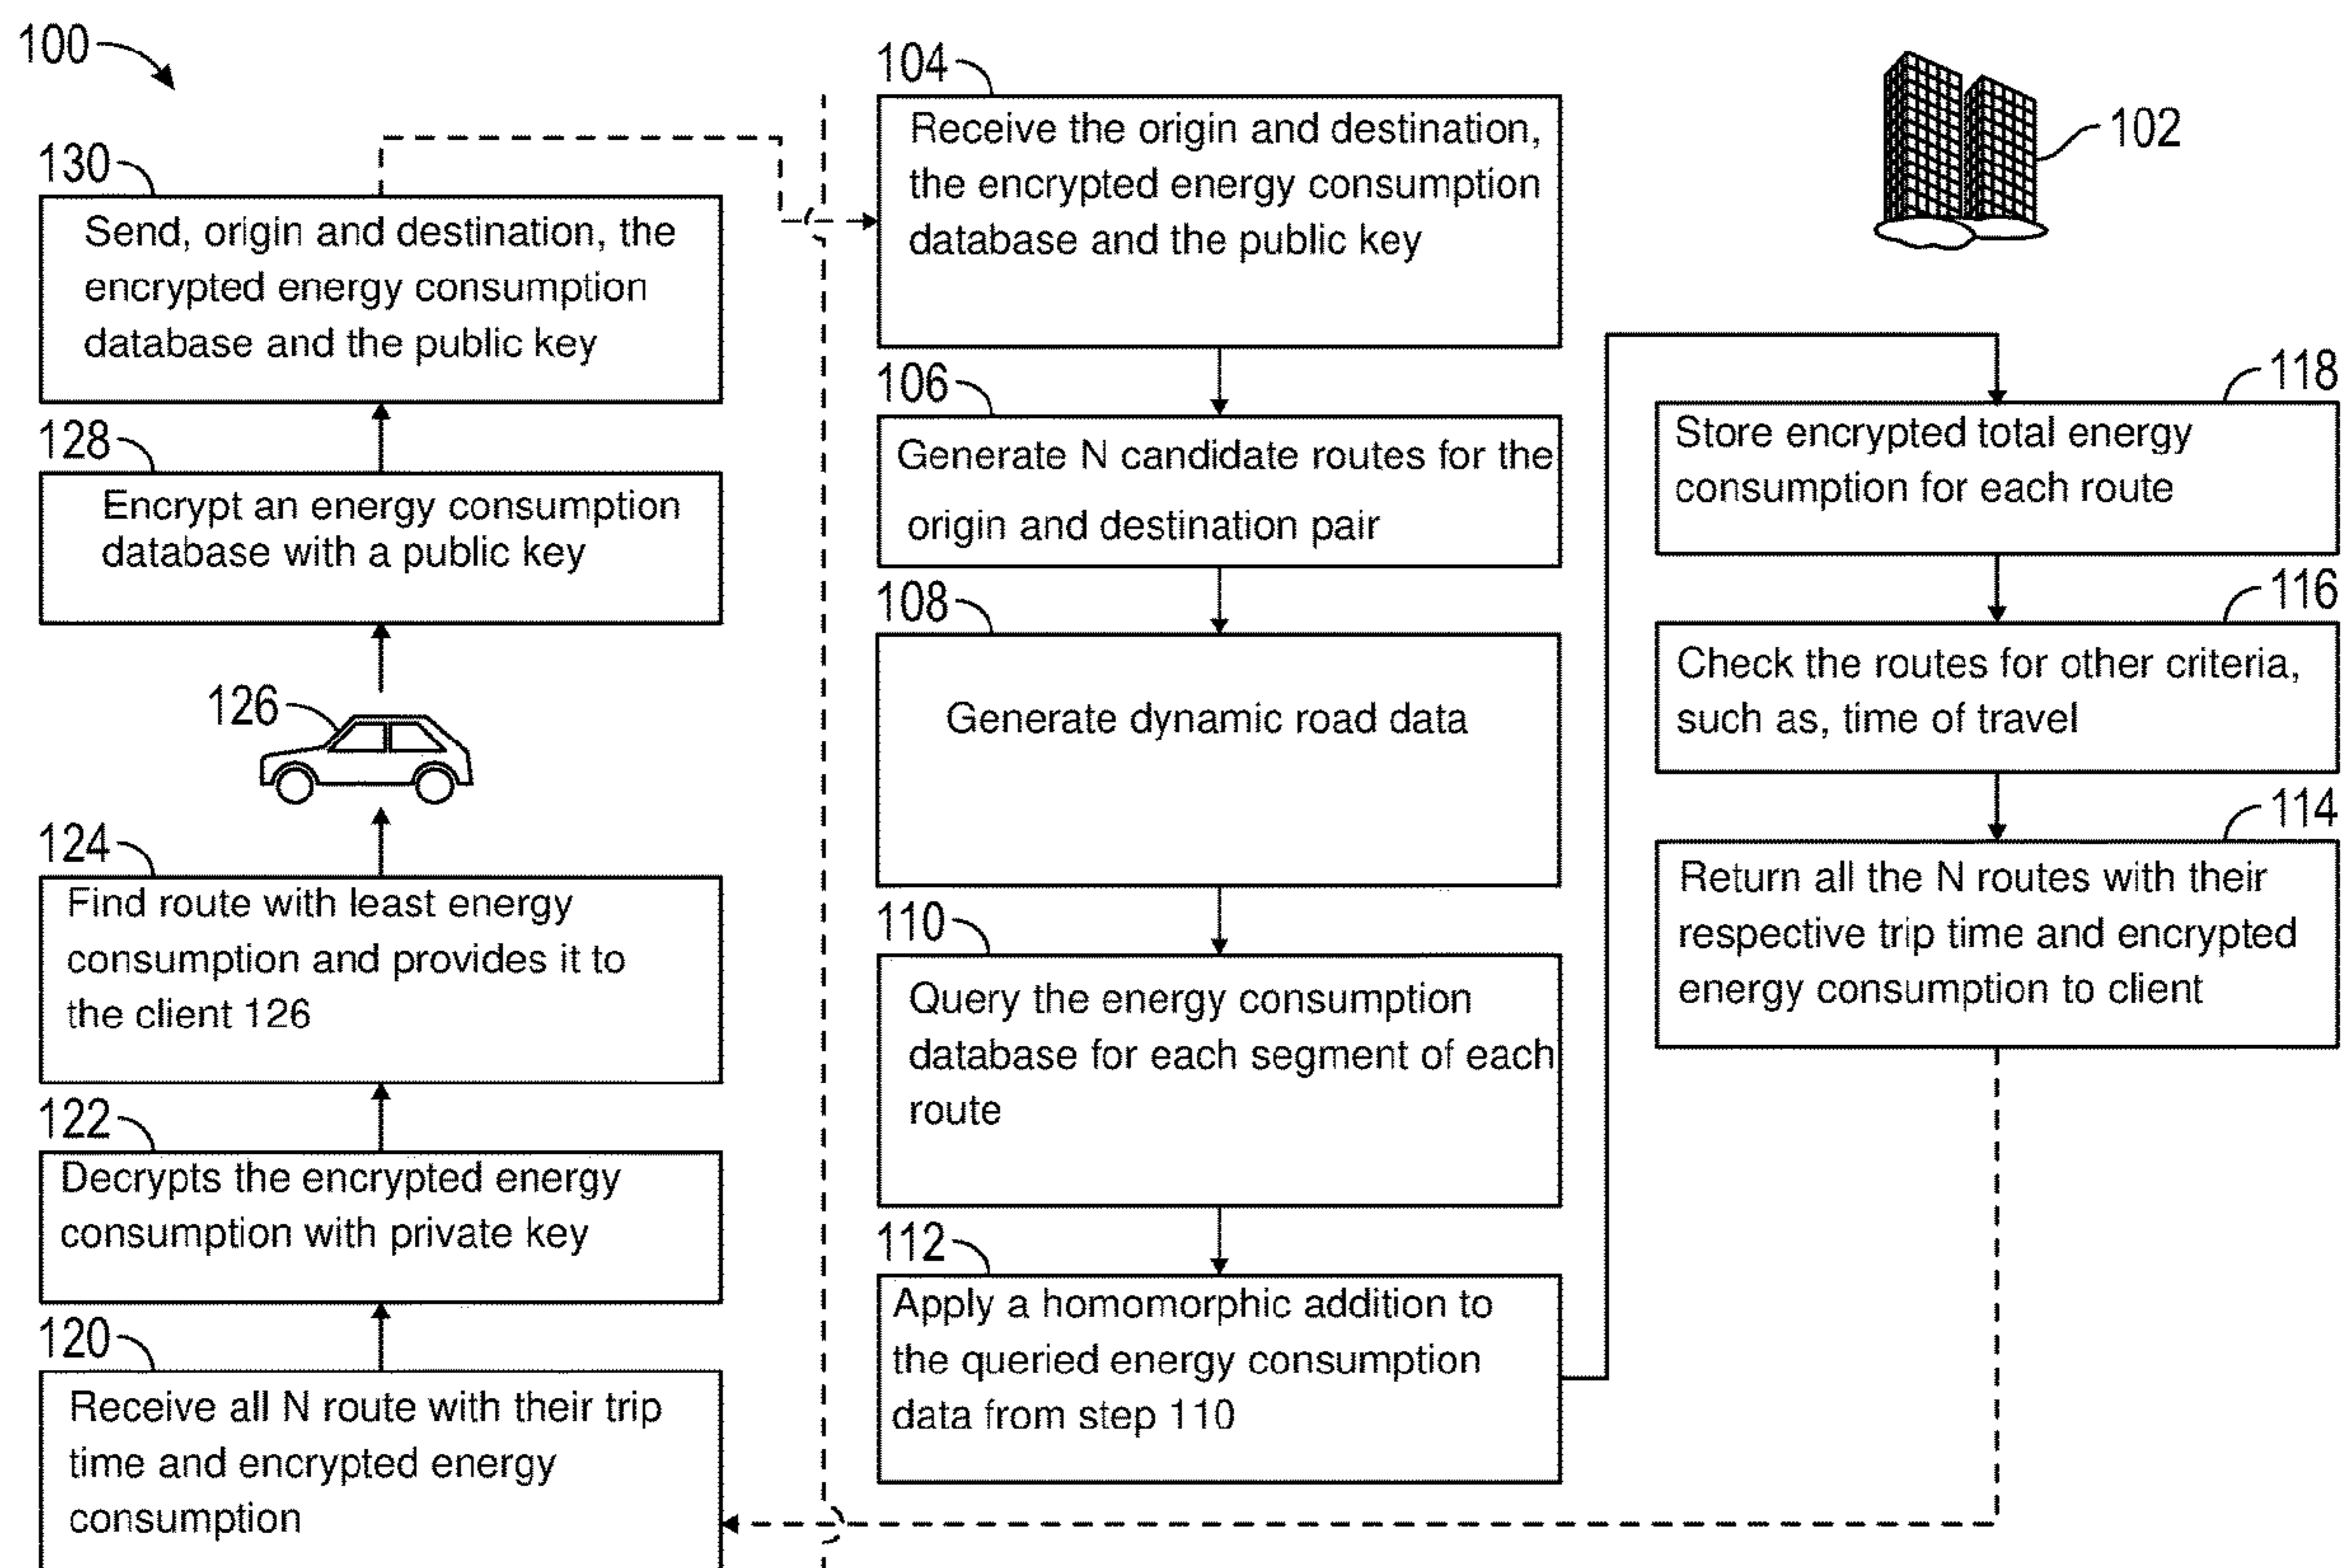 100
130
Send, origin and destination, the
encrypted energy consumption
database and the public key
128
Encrypt an energy consumption
database with a public key
126
124
Find route with least energy
consumption and provides it to
the client 126
122
Decrypts the encrypted energy
consumption with private key
120
Receive all N route with their trip
time and encrypted energy
consumption
104
Receive the origin and destination,
the encrypted energy consumption
database and the public key
106
Generate N candidate routes for the
origin and destination pair
108
Generate dynamic road data
110
Query the energy consumption
database for each segment of each
route
112
Apply a homomorphic addition to
the queried energy consumption
data from step 110
102
118
Store encrypted total energy
consumption for each route
116
Check the routes for other criteria,
such as, time of travel
114
Return all the N routes with their
respective trip time and encrypted
energy consumption to client